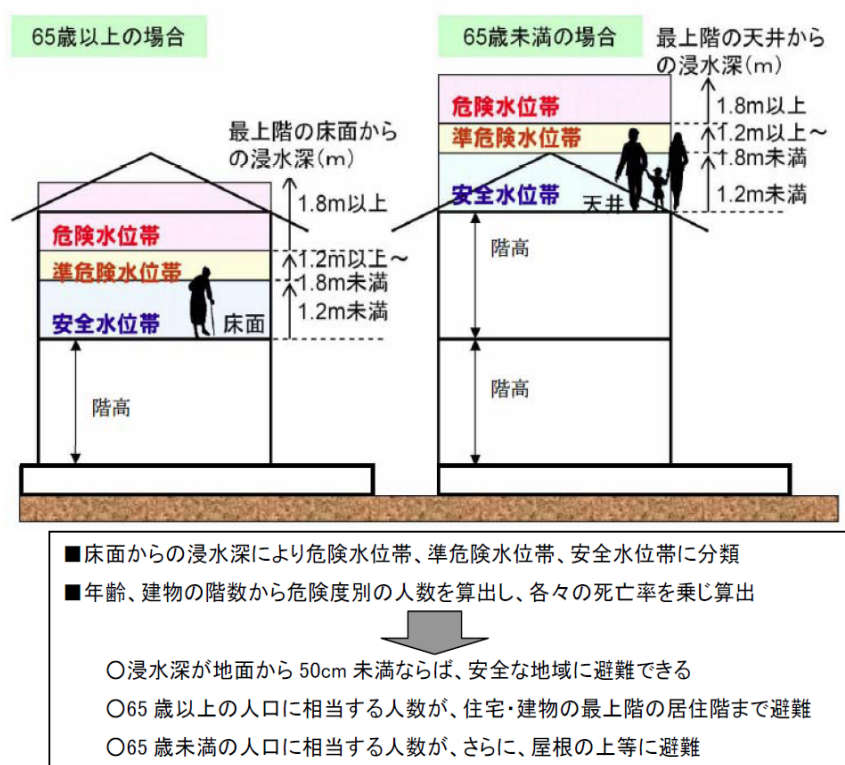 65歳以上の場合
最上階の床面から
の浸水深(m)
1.8m以上
危険水位帯
1.2m以上~
準危険水位帯
1.8m未満
1.2m未満
安全水位帯
床面
階高
65歳未満の場合
最上階の天井から
の浸水深(m)
危険水位帯
1.8m以上
準危険水位帯
1.2m以上~
1.8m未満
安全水位帯
天井
1.2m未満
階高
階高
■床面からの浸水深により危険水位帯、準危険水位帯、安全水位帯に分類
■年齢、建物の階数から危険度別の人数を算出し、各々の死亡率を乗じ算出
○浸水深が地面から 50cm 未満ならば、安全な地域に避難できる
○65 歳以上の人口に相当する人数が、住宅・建物の最上階の居住階まで避難
○65 歳未満の人口に相当する人数が、さらに、屋根の上等に避難